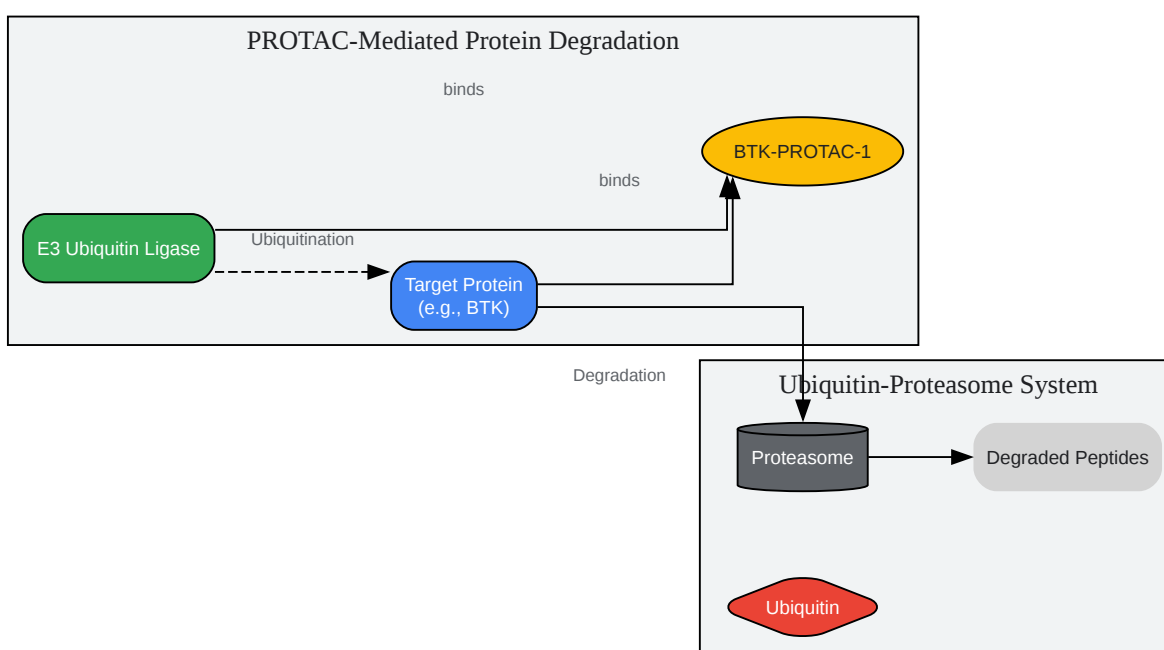 PROTAC-Mediated Protein Degradation
binds
BTK-PROTAC-1
binds
E3 Ubiquitin Ligase
Ubiquitination
Target Protein
(e.g., BTK)
Degradation
Ubiquitin-Proteasome System
Proteasome
Degraded Peptides
Ubiquitin